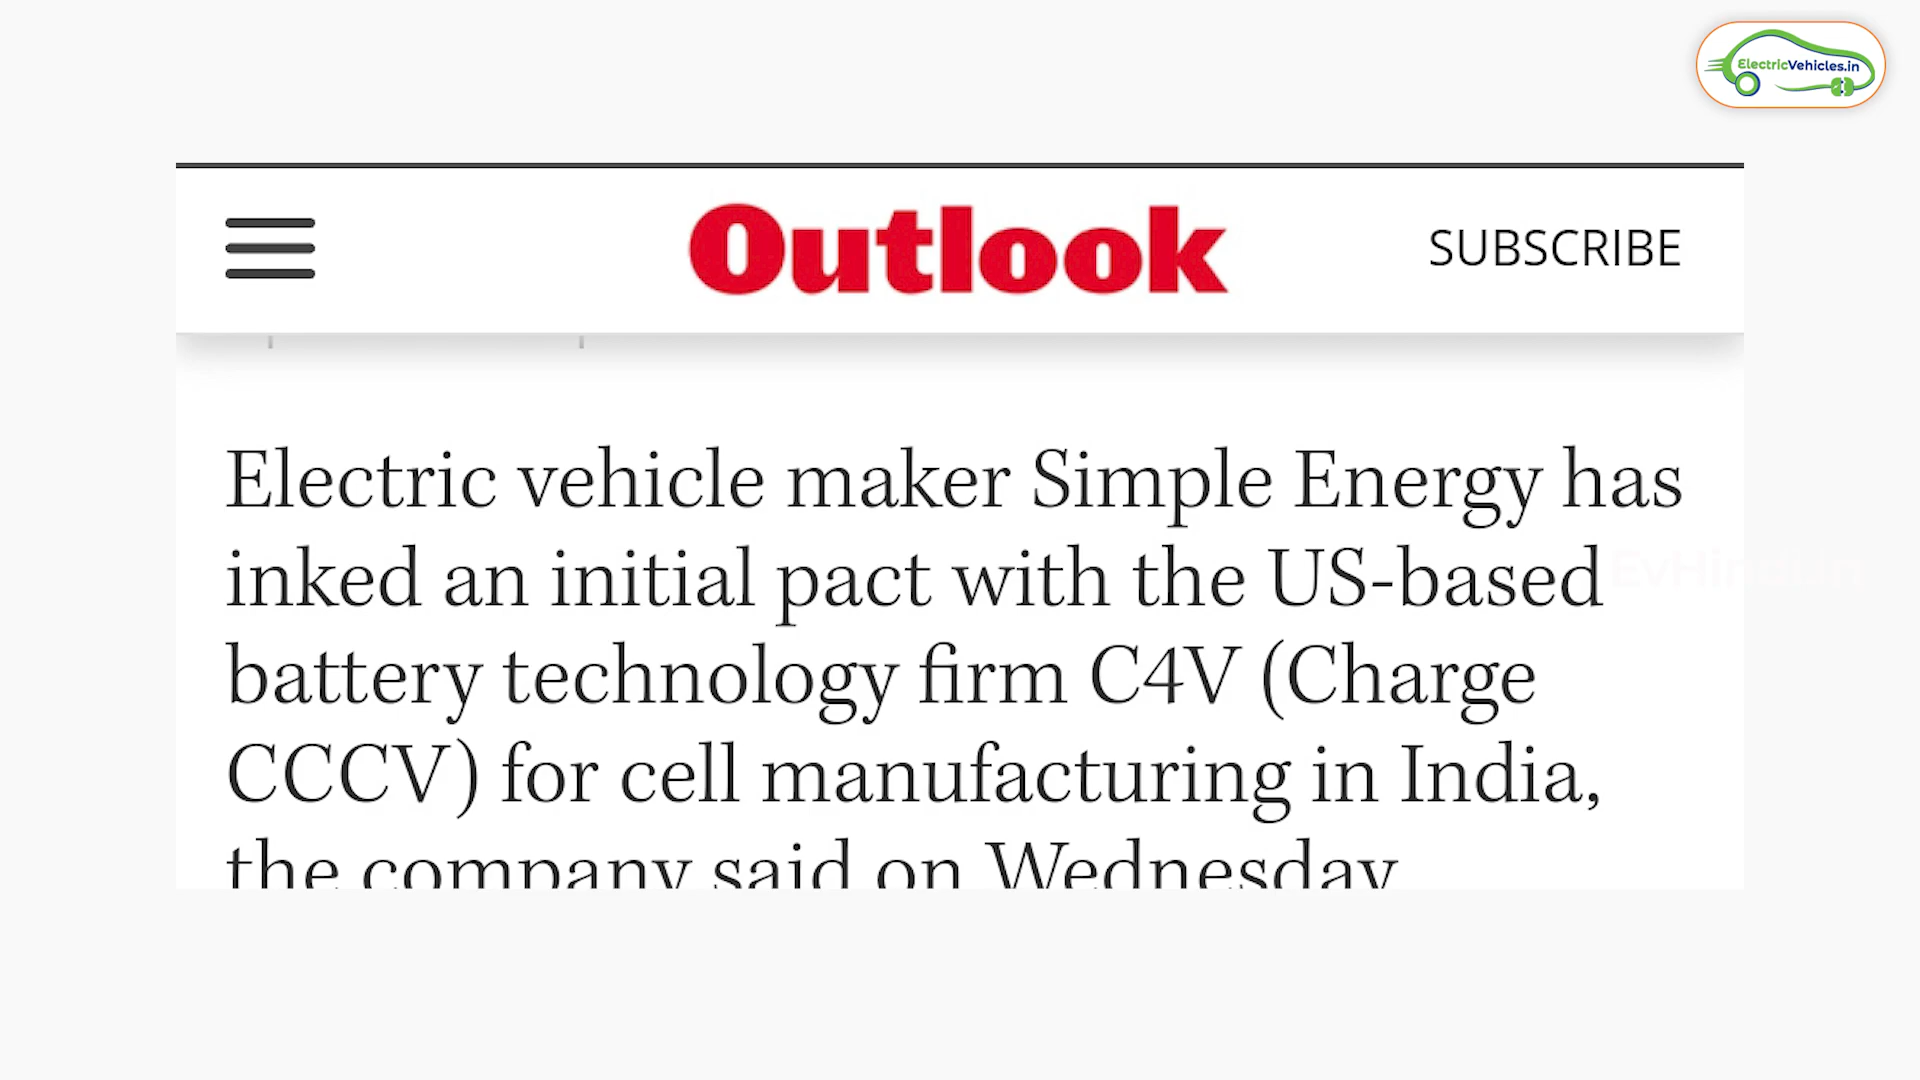 ElectricVehicles.in
Outlook
SUBSCRIBE
Electric vehicle maker Simple Energy has
inked an initial pact with the US-based
battery technology firm C4V (Charge
CCCV) for cell manufacturing in India,
the company said on Wednesday